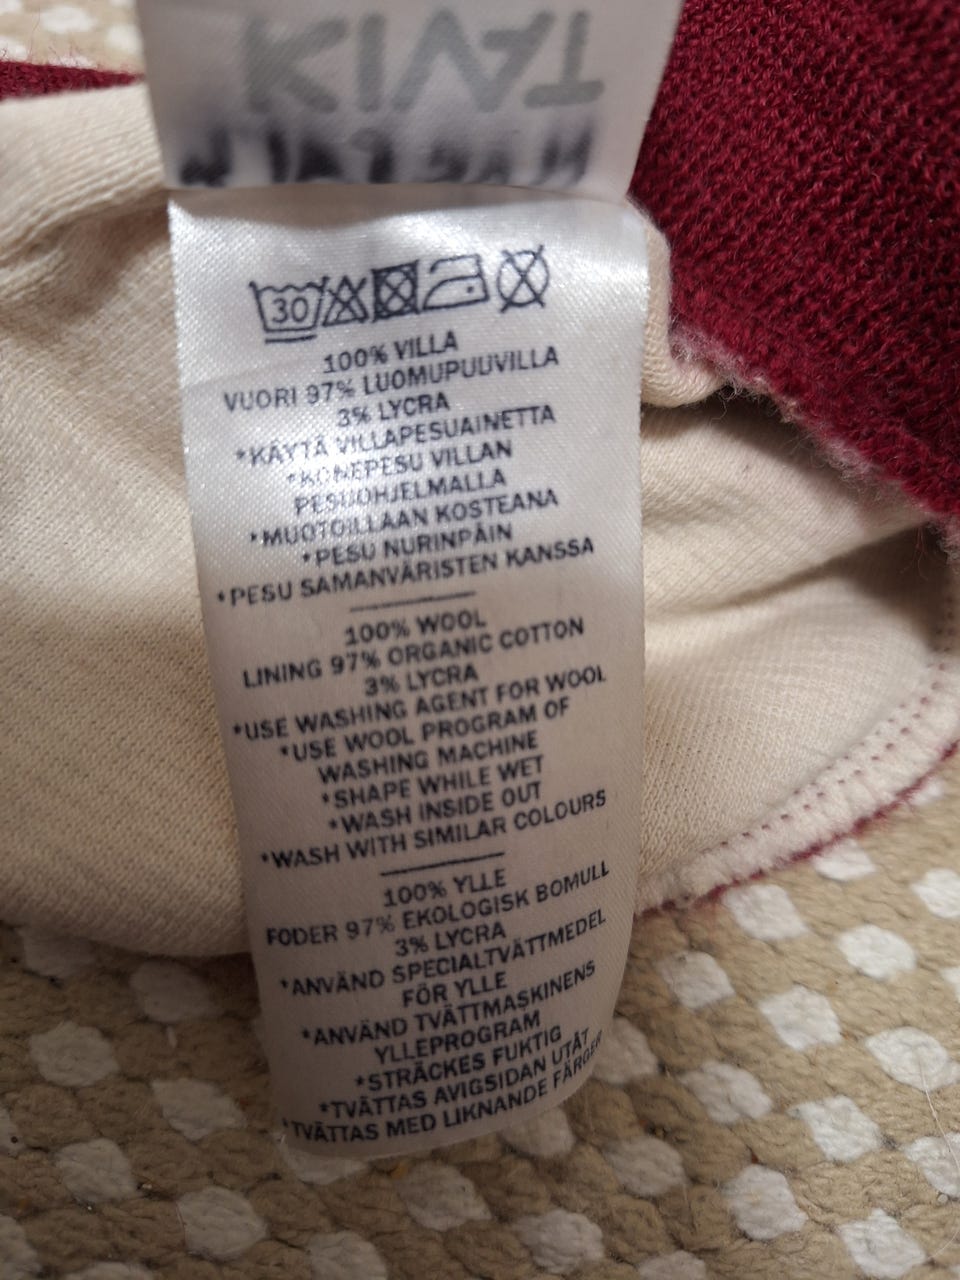 KIVAT
30
100% VILLA
VUORI 97% LUOMUPUUVILLA
3% LYCRA
*KÄYTÄ VILLAPESUAINETTA
*KONEPESU VILLAN
PESUOHJELMALLA
*MUOTOILLAAN KOSTEANA
*PESU NURINPÄIN
*PESU SAMANVÄRISTEN KANSSA
100% WOOL
LINING 97% ORGANIC COTTON
3% LYCRA
*USE WASHING AGENT FOR WOOL
*USE WOOL PROGRAM OF
WASHING MACHINE
*SHAPE WHILE WET
*WASH INSIDE OUT
*WASH WITH SIMILAR COLOURS
100% YLLE
FODER 97% EKOLOGISK BOMULL
3% LYCRA
*ANVÄND SPECIALTVÄTTMEDEL
FÖR YLLE
*ANVÄND TVÄTTMASKINENS
YLLEPROGRAM
*STRÄCKES FUKTIG
*TVÄTTAS AVIGSIDAN UTÅT
*TVÄTTAS MED LIKNANDE FÄRGER